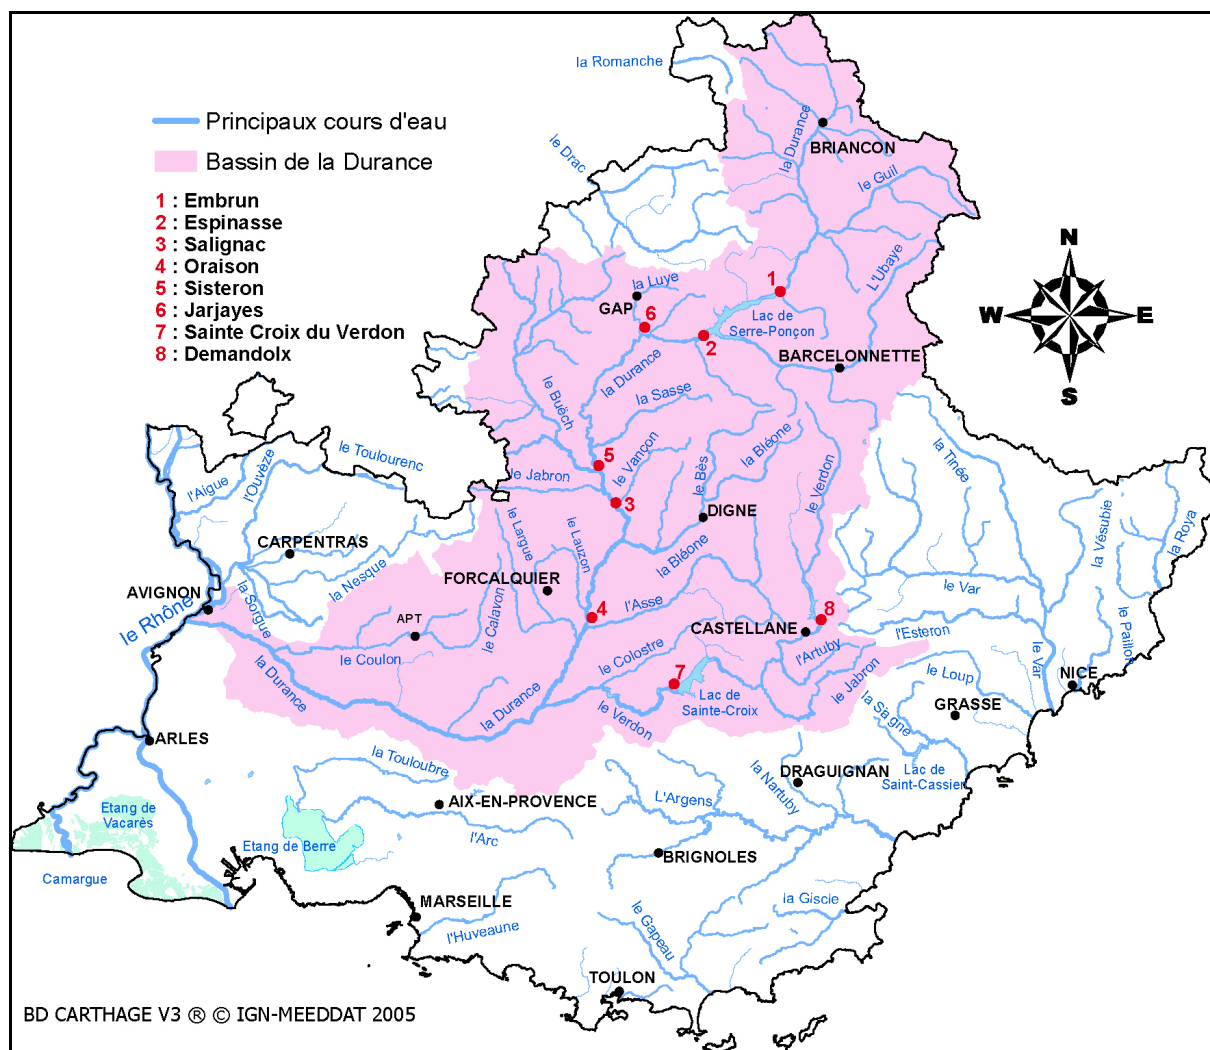 la Romanche
Principaux cours d'eau
Bassin de la Durance
1 : Embrun
2 : Espinasse
3 : Salignac
4 : Oraison
5 : Sisteron
6 : Jarjayes
7 : Sainte Croix du Verdon
8 : Demandolx
le Drac
la Durance
BRIANCON
le Guil
L'Ubaye
N
W
E
S
la Luye
GAP
1
6
2
Lac de
Serre-Ponçon
BARCELONNETTE
la Durance
la Sasse
le Buëch
le Toulourenc
l'Ouvèze
l'Aigue
le Jabron
5
le Vançon
3
le Bès
la Bléone
le Verdon
la Tinée
la Vésubie
la Roya
DIGNE
CARPENTRAS
la Nesque
la Sorgue
AVIGNON
le Rhône
le Largue
le Lauzon
FORCALQUIER
la Bléone
le Calavon
APT
le Coulon
4
l'Asse
8
CASTELLANE
l'Artuby
l'Esteron
le Var
le Var
le Paillon
NICE
le Colostre
7
Lac de
Sainte-Croix
le Jabron
le Loup
la Siagne
GRASSE
la Durance
la Durance
le Verdon
ARLES
la Touloubre
AIX-EN-PROVENCE
L'Argens
la Nartuby
DRAGUIGNAN
Lac de
Saint-Cassier
Etang de
Vacarès
Etang de Berre
l'Arc
BRIGNOLES
Camargue
MARSEILLE
l'Huveaune
le Gapeau
la Giscle
TOULON
BD CARTHAGE V3 ® © IGN-MEEDDAT 2005